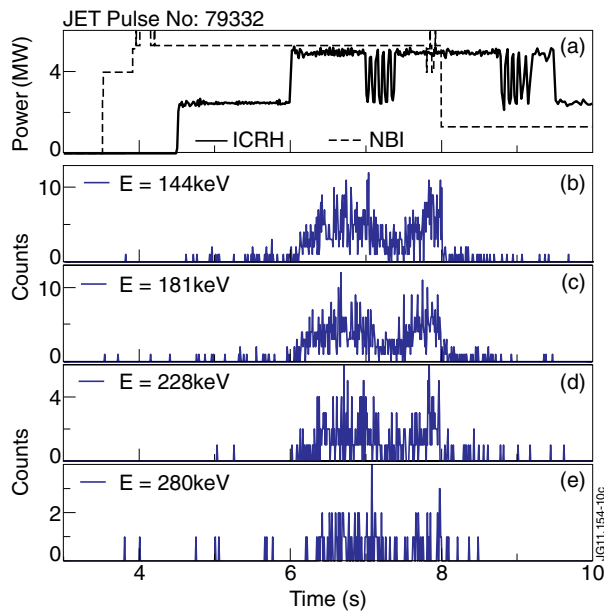 JET Pulse No: 79332
(a)
4
Power (MW)
0
ICRH NBI
E = 144keV (b)
10
0
Counts
E = 181keV (c)
10
0
E = 228keV (d)
4
2
0
Counts
E = 280keV (e)
2
0
4 6 8 10
Time (s)
JG11.154-10c